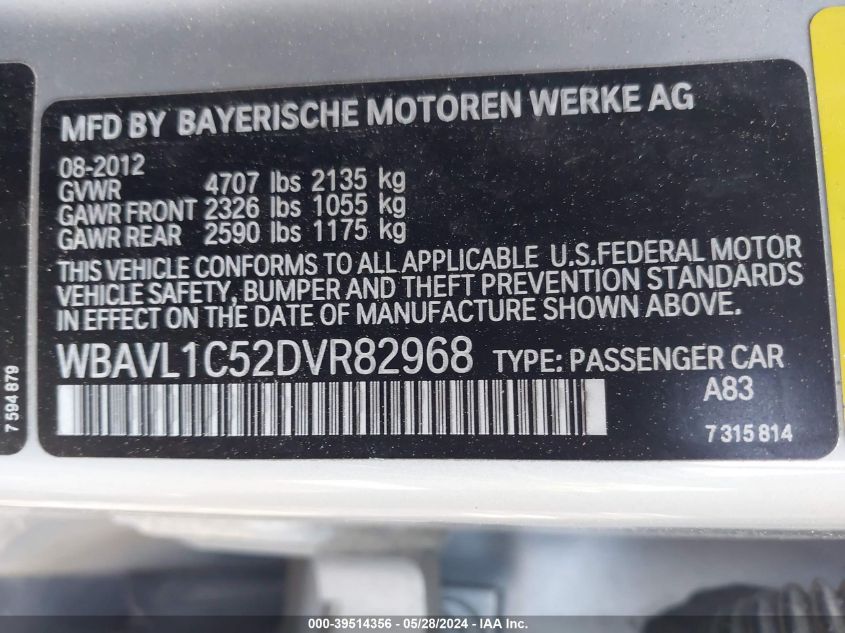 MFD BY BAYERISCHE MOTOREN WERKE AG
08-2012
GVWR 4707 lbs 2135 kg
GAWR FRONT 2326 lbs 1055 kg
GAWR REAR 2590 lbs 1175 kg
THIS VEHICLE CONFORMS TO ALL APPLICABLE U.S.FEDERAL MOTOR
VEHICLE SAFETY, BUMPER AND THEFT PREVENTION STANDARDS
IN EFFECT ON THE DATE OF MANUFACTURE SHOWN ABOVE.
WBAVL1C52DVR82968 TYPE: PASSENGER CAR
A83
7 315 814
7 594 879
000-39514356 - 05/28/2024 - IAA Inc.